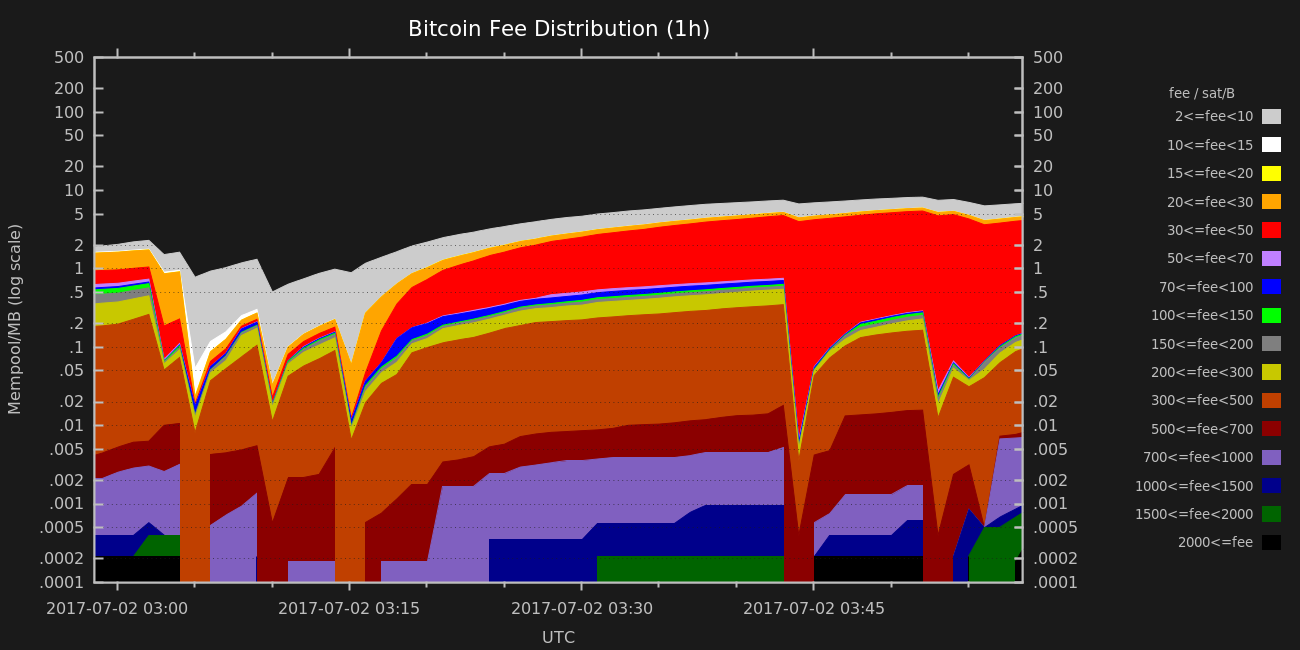 Bitcoin Fee Distribution (1h)
500 500
200 200
100 100
50 50
20 20
10 10
5 5
2 2
1 1
.5 .5
.2 .2
.1 .1
.05 .05
.02 .02
.01 .01
.005 .005
.002 .002
.001 .001
.0005 .0005
.0002 .0002
.0001 .0001
Mempool/MB (log scale)
2017-07-02 03:00 2017-07-02 03:15 2017-07-02 03:30 2017-07-02 03:45
UTC
fee / sat/B
2<=fee<10
10<=fee<15
15<=fee<20
20<=fee<30
30<=fee<50
50<=fee<70
70<=fee<100
100<=fee<150
150<=fee<200
200<=fee<300
300<=fee<500
500<=fee<700
700<=fee<1000
1000<=fee<1500
1500<=fee<2000
2000<=fee